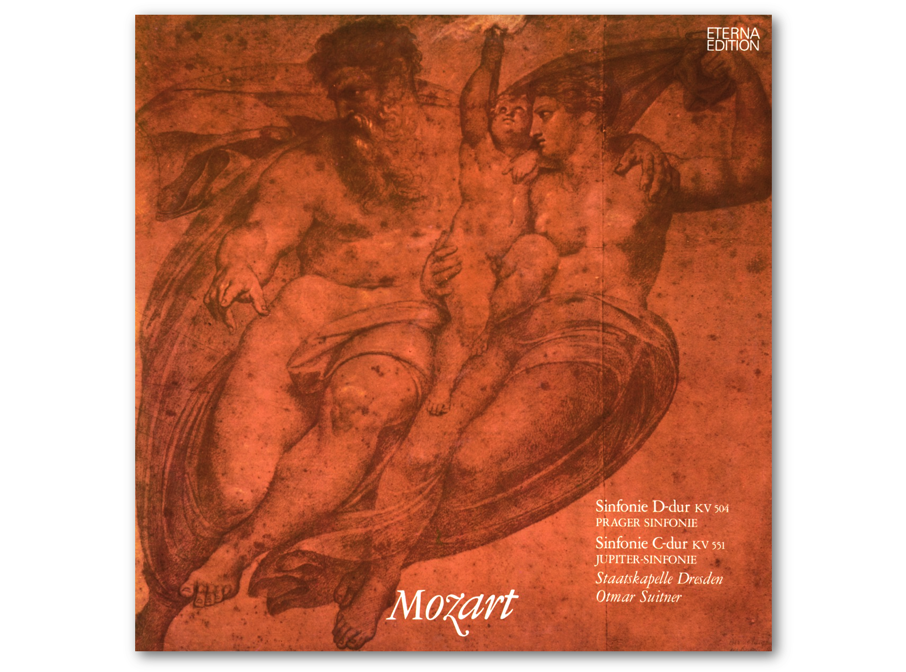 ETERNA
EDITION
Sinfonie D-dur KV 504
PRAGER SINFONIE
Sinfonie C-dur KV 551
JUPITER-SINFONIE
Staatskapelle Dresden
Otmar Suitner
Mozart